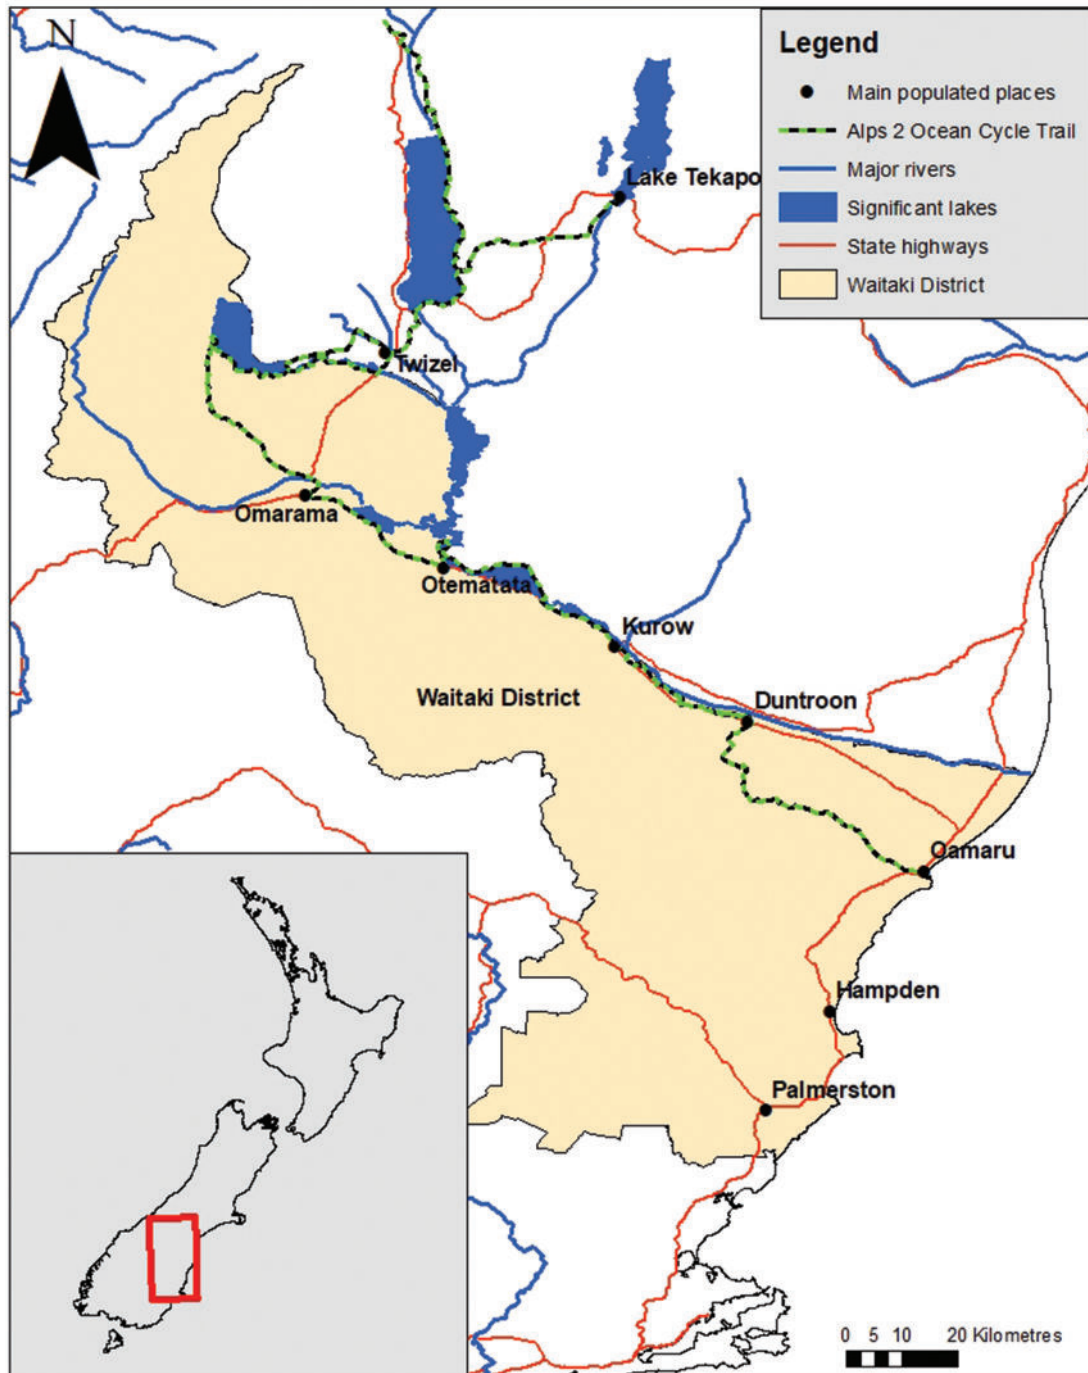 N
Legend
Main populated places
Alps 2 Ocean Cycle Trail
Major rivers
Significant lakes
State highways
Waitaki District
Lake Tekapo
Twizel
Omarama
Otematata
Kurow
Waitaki District
Duntroon
Oamaru
Hampden
Palmerston
0 5 10 20 Kilometres